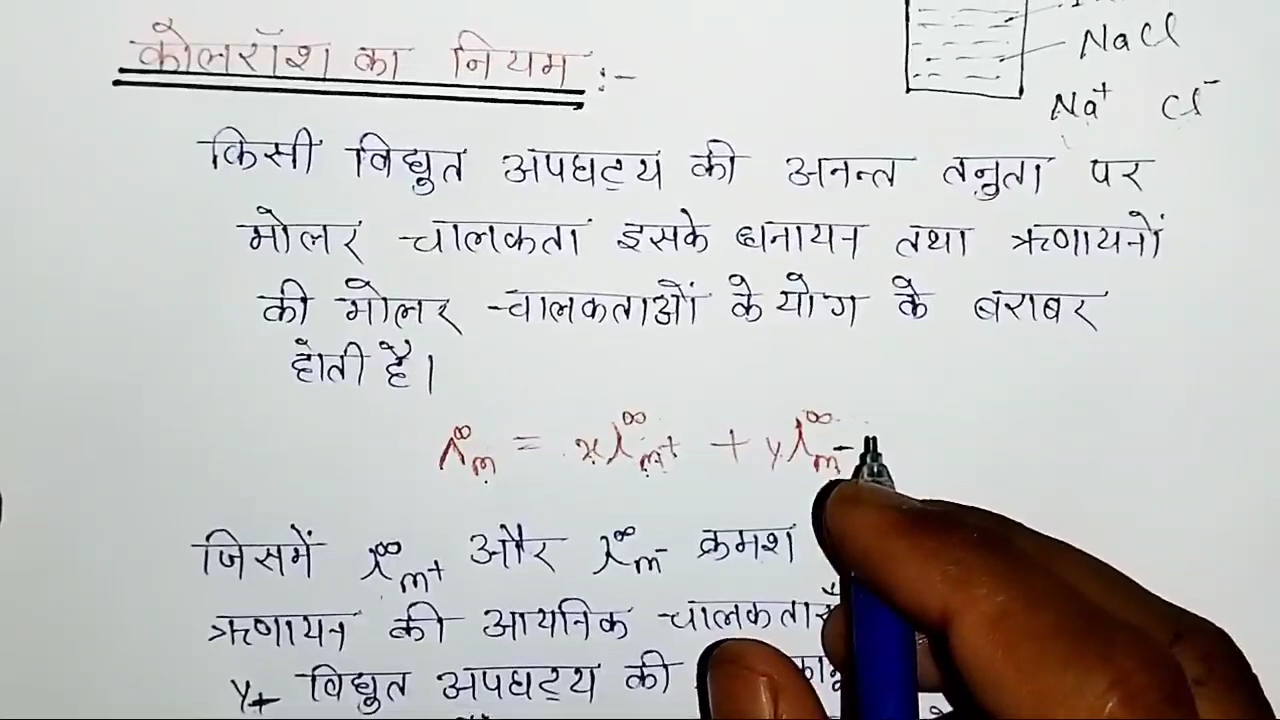 कोलरॉश का नियम :-
NaCl
Na⁺ Cl⁻
किसी विद्युत अपघट्य की अनन्त तनुता पर
मोलर चालकता इसके धनायन तथा ऋणायनों
की मोलर चालकताओं के योग के बराबर
होती है।
λ∞m = xλ∞m+ + yλ∞m-
जिसमें λ∞m+ और λ∞m- क्रमश
ऋणायन की आयनिक चालकताएँ
विद्युत अपघट्य की